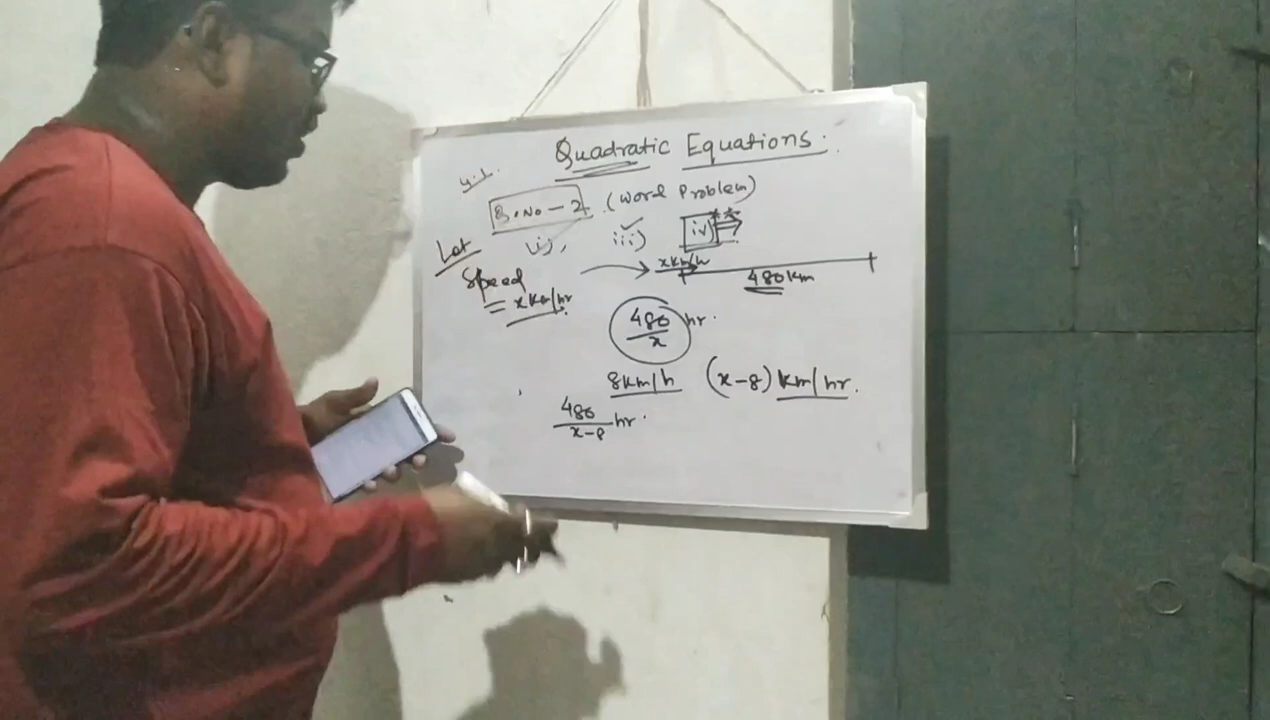 Quadratic Equations.
4.1.
Q.No - 2. (Word Problem)
ii), iii) iv) **
Let
Speed
= x km/hr.
x km/h
480 km
480/x hr.
8 km/h (x-8) km/hr.
480/x-8 hr.